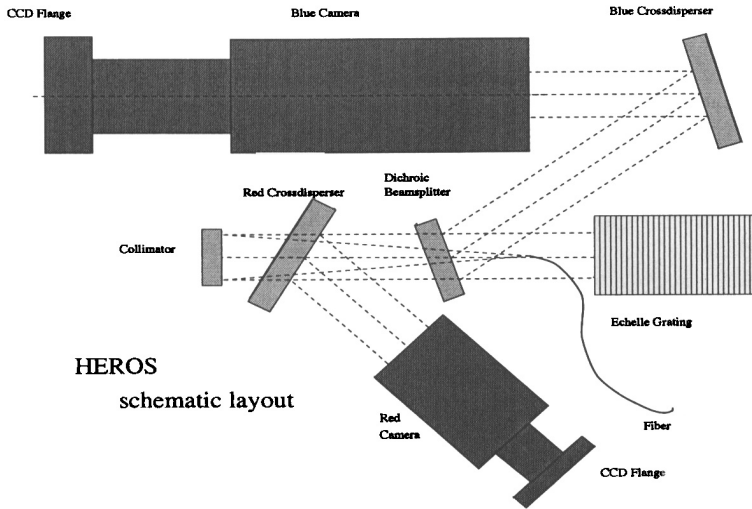 CCD Flange
Blue Camera
Blue Crossdisperser
Dichroic
Beamsplitter
Red Crossdisperser
Collimator
Echelle Grating
HEROS
schematic layout
Red
Camera
Fiber
CCD Flange